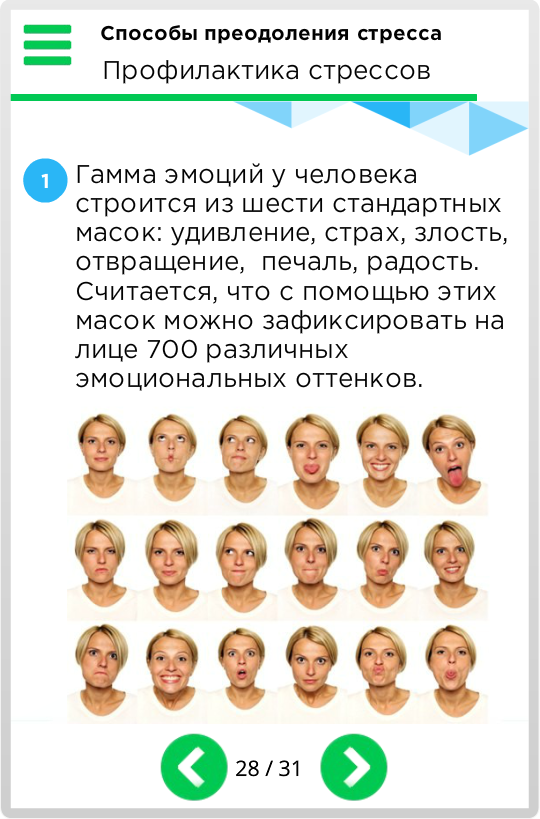 Способы преодоления стресса
Профилактика стрессов
1
Гамма эмоций у человека
строится из шести стандартных
масок: удивление, страх, злость,
отвращение,  печаль, радость.
Считается, что с помощью этих
масок можно зафиксировать на
лице 700 различных
эмоциональных оттенков.
28 / 31